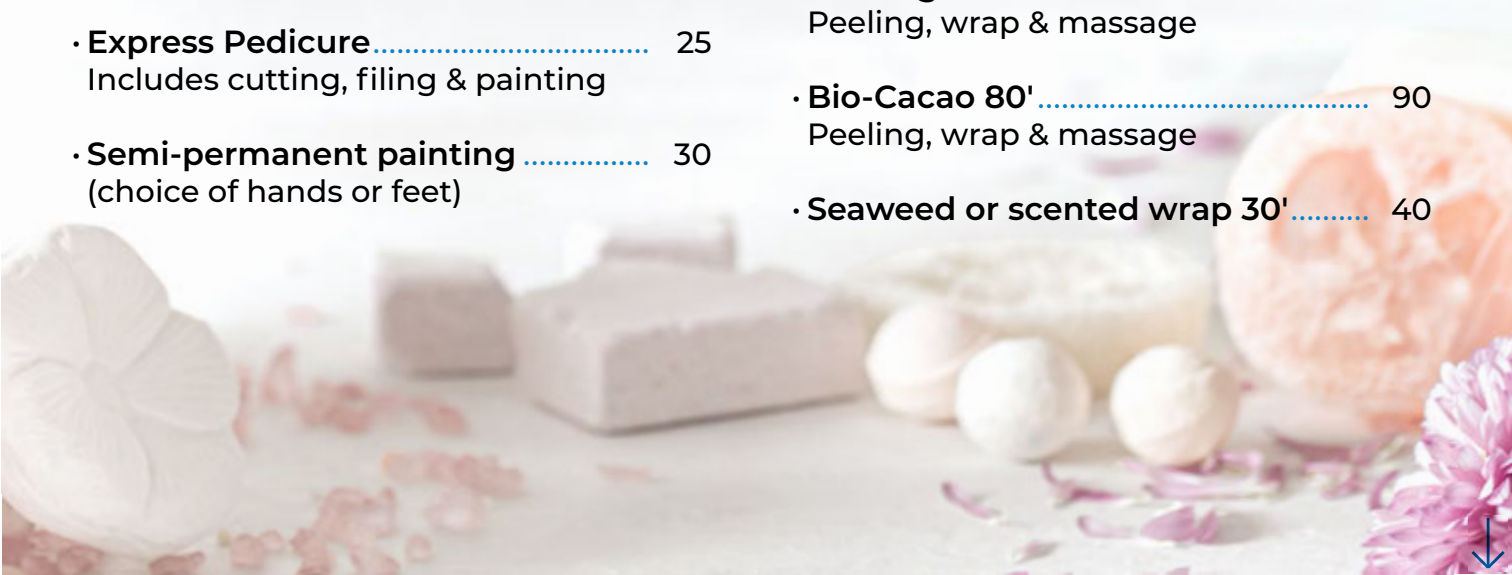 · Express Pedicure.................................. 25
Includes cutting, filing & painting
· Semi-permanent painting ............... 30
(choice of hands or feet)
Peeling, wrap & massage
· Bio-Cacao 80'........................................ 90
Peeling, wrap & massage
· Seaweed or scented wrap 30'.......... 40